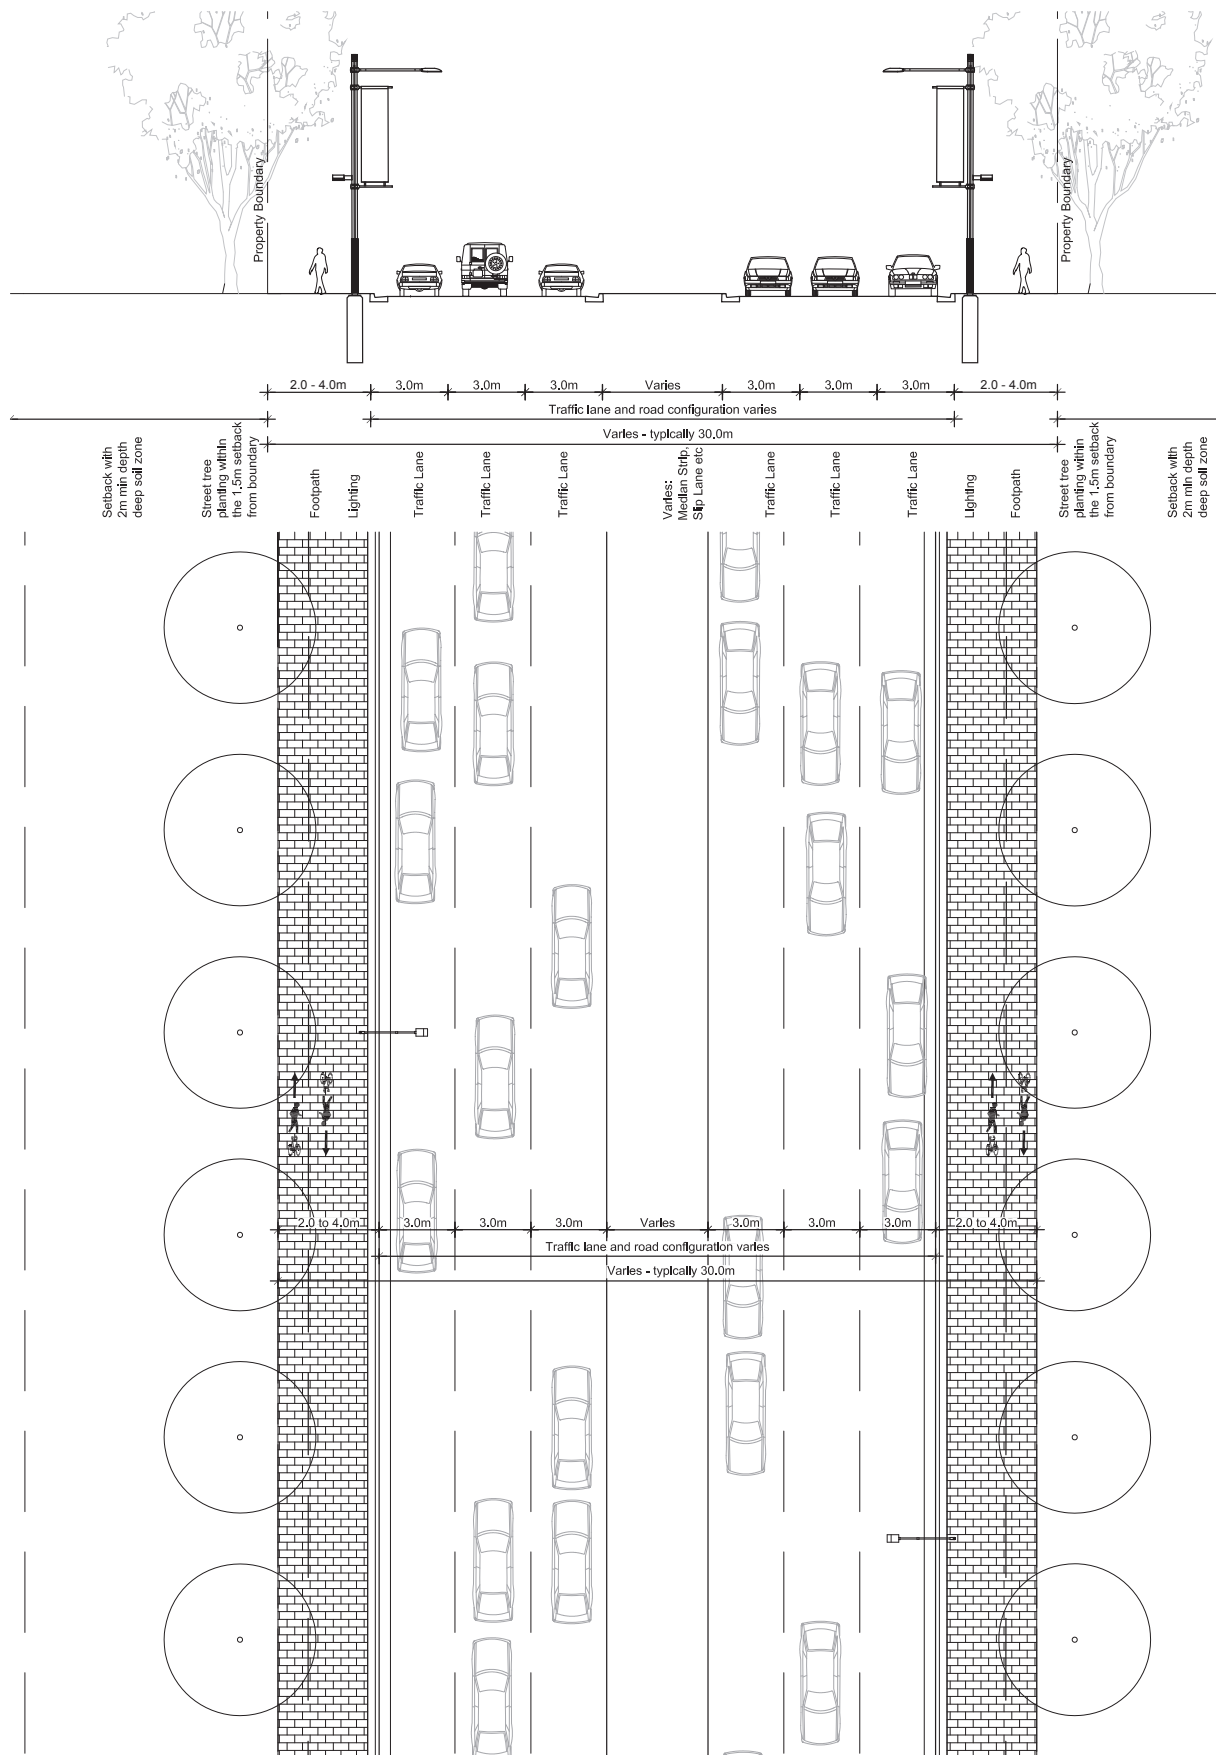 Property Boundary
Property Boundary
2.0 - 4.0m
3.0m
3.0m
3.0m
Varies
3.0m
3.0m
3.0m
2.0 - 4.0m
Traffic lane and road configuration varies
Varies - typically 30.0m
Setback with
2m min depth
deep soil zone
Street tree
planting within
the 1.5m setback
from boundary
Footpath
Lighting
Traffic Lane
Traffic Lane
Traffic Lane
Varies:
Median Strip,
Slip Lane etc
Traffic Lane
Traffic Lane
Traffic Lane
Lighting
Footpath
Street tree
planting within
the 1.5m setback
from boundary
Setback with
2m min depth
deep soil zone
2.0 to 4.0m
3.0m
3.0m
3.0m
Varies
3.0m
3.0m
3.0m
2.0 to 4.0m
Traffic lane and road configuration varies
Varies - typically 30.0m